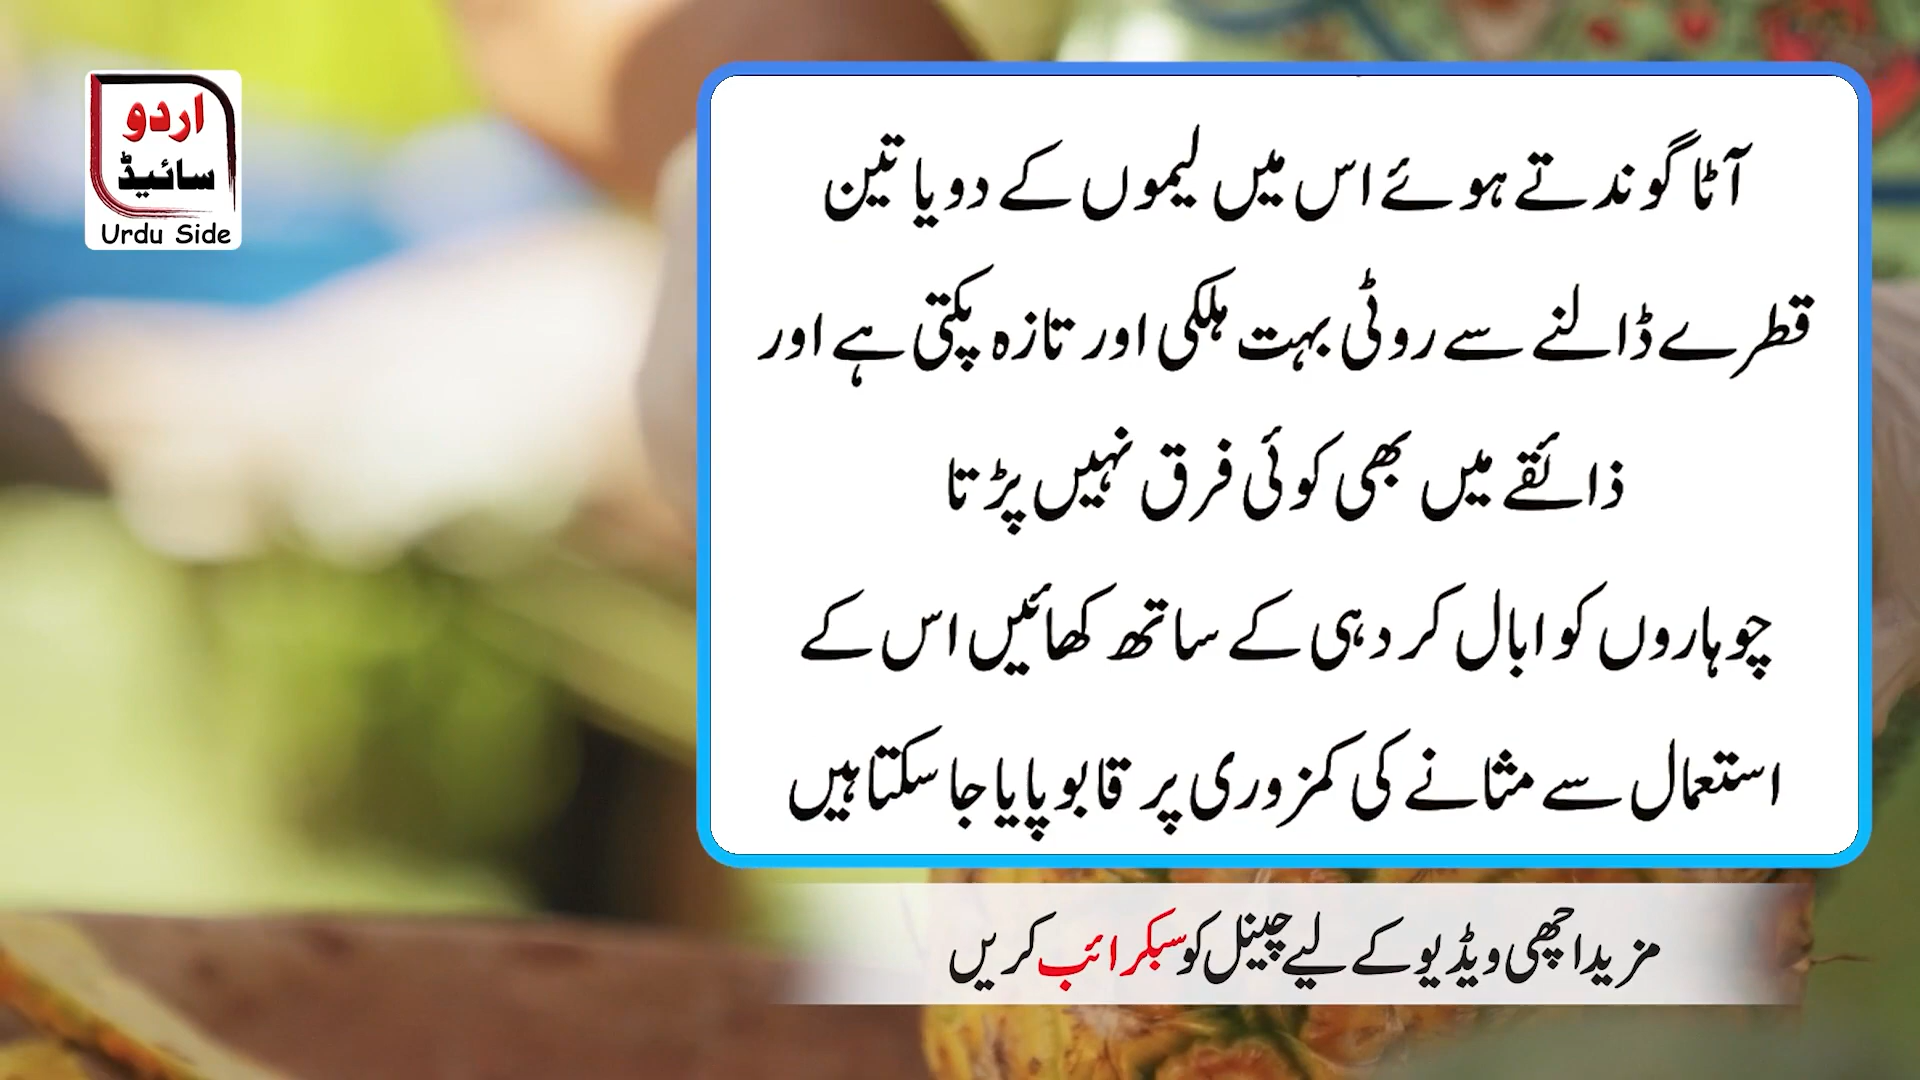 اردو
سائیڈ
Urdu Side
آٹا گوندتے ہوئے اس میں لیموں کے دو یا تین
قطرے ڈالنے سے روٹی بہت ہلکی اور تازہ پکتی ہے اور
ذائقے میں بھی کوئی فرق نہیں پڑتا
چوہاروں کو ابال کر دہی کے ساتھ کھائیں اس کے
استعمال سے مثانے کی کمزوری پر قابو پایا جا سکتا ہیں
مزید اچھی ویڈیو کے لیے چینل کو سبکرائب کریں